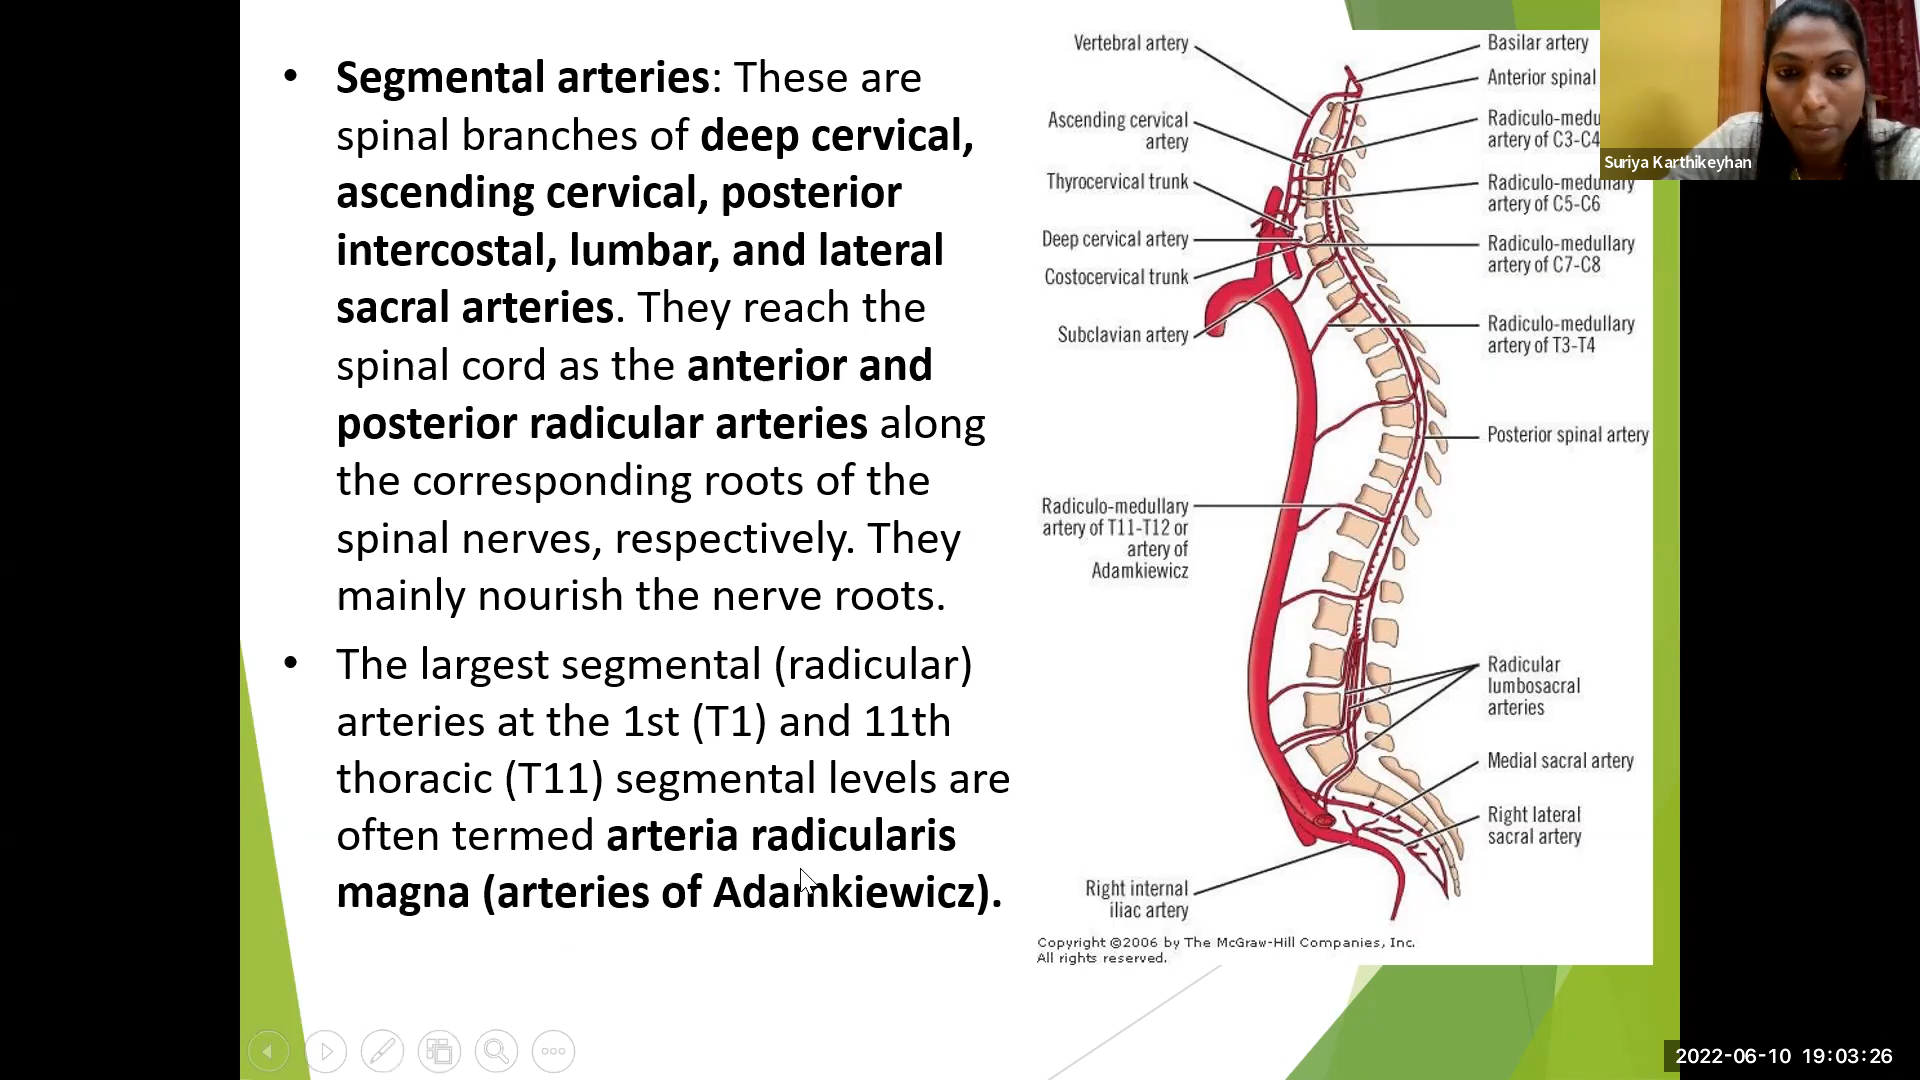 • Segmental arteries: These are
spinal branches of deep cervical,
ascending cervical, posterior
intercostal, lumbar, and lateral
sacral arteries. They reach the
spinal cord as the anterior and
posterior radicular arteries along
the corresponding roots of the
spinal nerves, respectively. They
mainly nourish the nerve roots.
• The largest segmental (radicular)
arteries at the 1st (T1) and 11th
thoracic (T11) segmental levels are
often termed arteria radicularis
magna (arteries of Adamkiewicz).
Vertebral artery
Ascending cervical
artery
Thyrocervical trunk
Deep cervical artery
Costocervical trunk
Subclavian artery
Radiculo-medullary
artery of T11-T12 or
artery of
Adamkiewicz
Right internal
iliac artery
Basilar artery
Anterior spinal
Radiculo-medu
artery of C3-C4
Radiculo-medullary
artery of C5-C6
Radiculo-medullary
artery of C7-C8
Radiculo-medullary
artery of T3-T4
Posterior spinal artery
Radicular
lumbosacral
arteries
Medial sacral artery
Right lateral
sacral artery
Copyright ©2006 by The McGraw-Hill Companies, Inc.
All rights reserved.
Suriya Karthikeyhan
2022-06-10 19:03:26